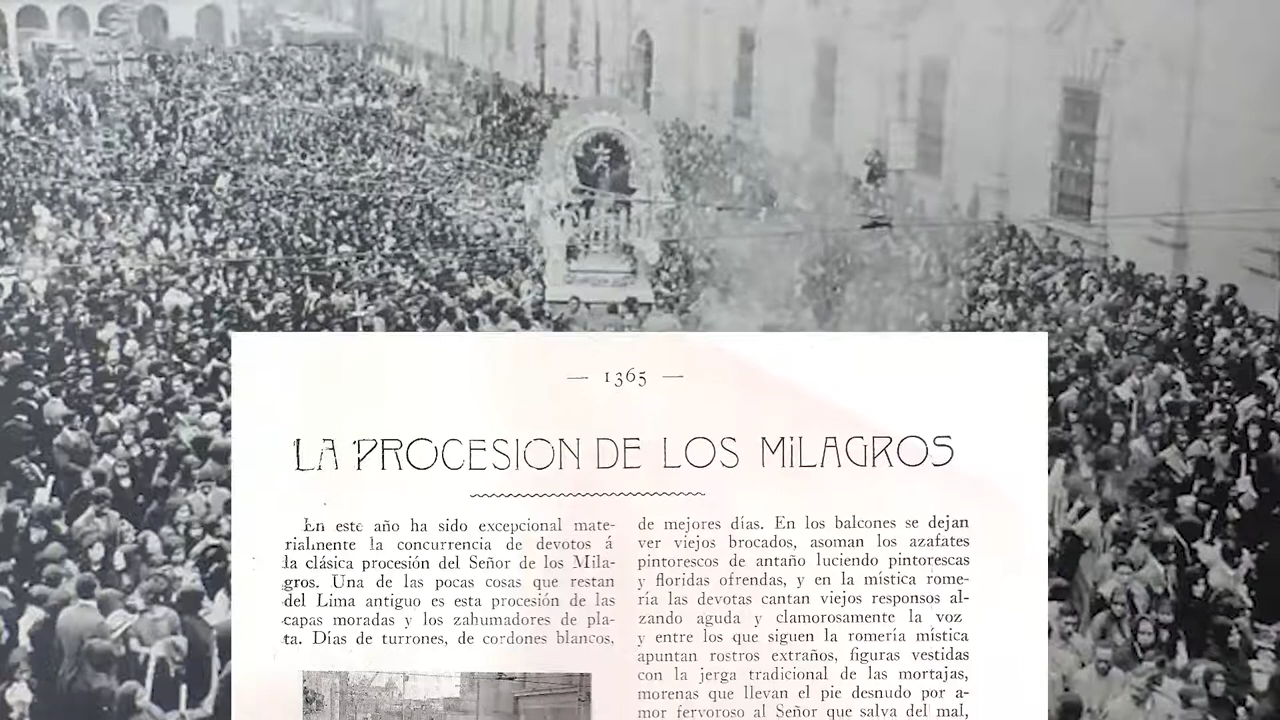 — 1365 —
LA PROCESION DE LOS MiLAGROS
En este año ha sido excepcional mate-
rialmente la concurrencia de devotos á
la clásica procesión del Señor de los Mila-
gros. Una de las pocas cosas que restan
del Lima antiguo es esta procesión de las
capas moradas y los zahumadores de pla-
ta. Días de turrones, de cordones blancos,
de mejores días. En los balcones se dejan
ver viejos brocados, asoman los azafates
pintorescos de antaño luciendo pintorescas
y floridas ofrendas, y en la mística rome-
ría las devotas cantan viejos responsos al-
zando aguda y clamorosamente la voz
y entre los que siguen la romería mística
apuntan rostros extraños, figuras vestidas
con la jerga tradicional de las mortajas,
morenas que llevan el pie desnudo por a-
mor fervoroso al Señor que salva del mal,